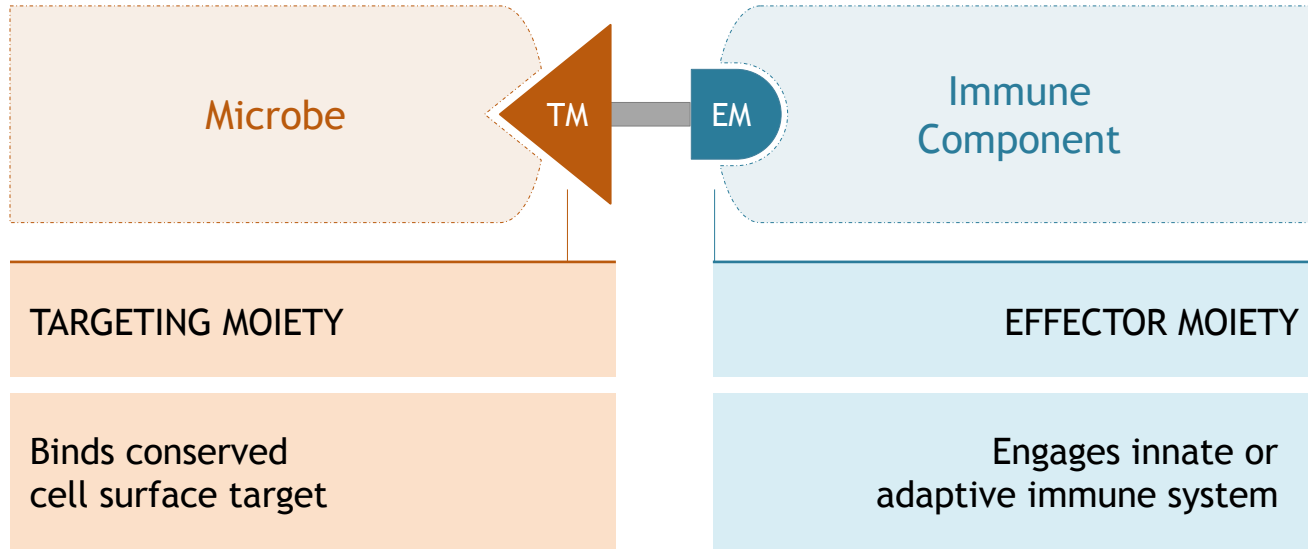 Microbe
TM
EM
Immune
Component
TARGETING MOIETY
EFFECTOR MOIETY
Binds conserved
cell surface target
Engages innate or
adaptive immune system